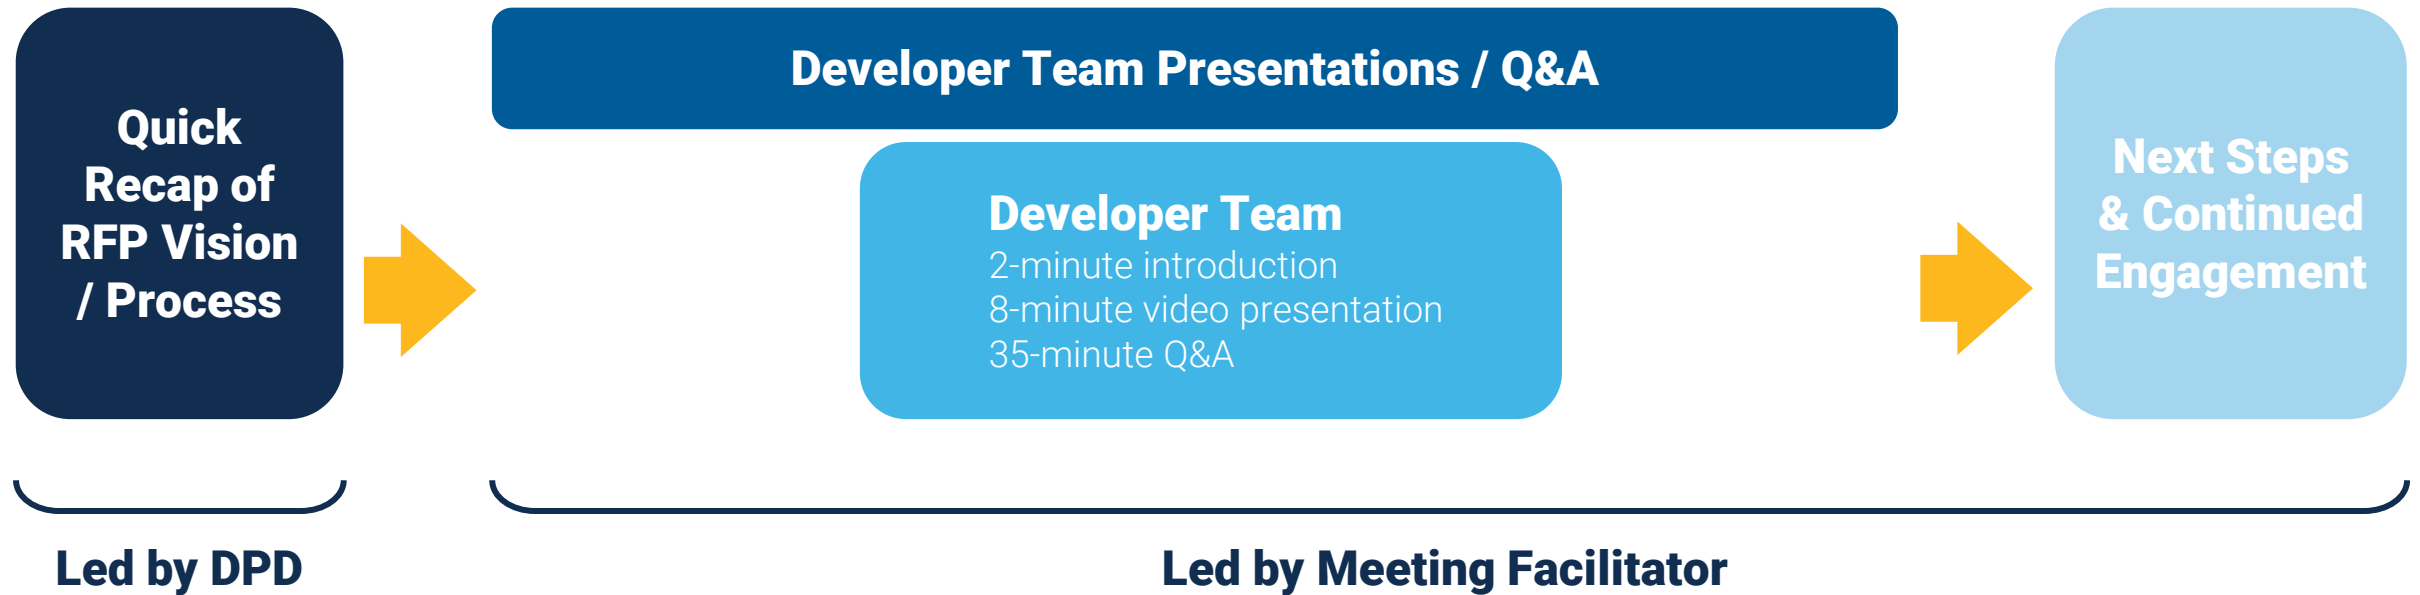 Quick
Recap of
RFP Vision
/ Process
Developer Team Presentations / Q&A
Developer Team
2-minute introduction
8-minute video presentation
35-minute Q&A
Next Steps
& Continued
Engagement
Led by DPD
Led by Meeting Facilitator